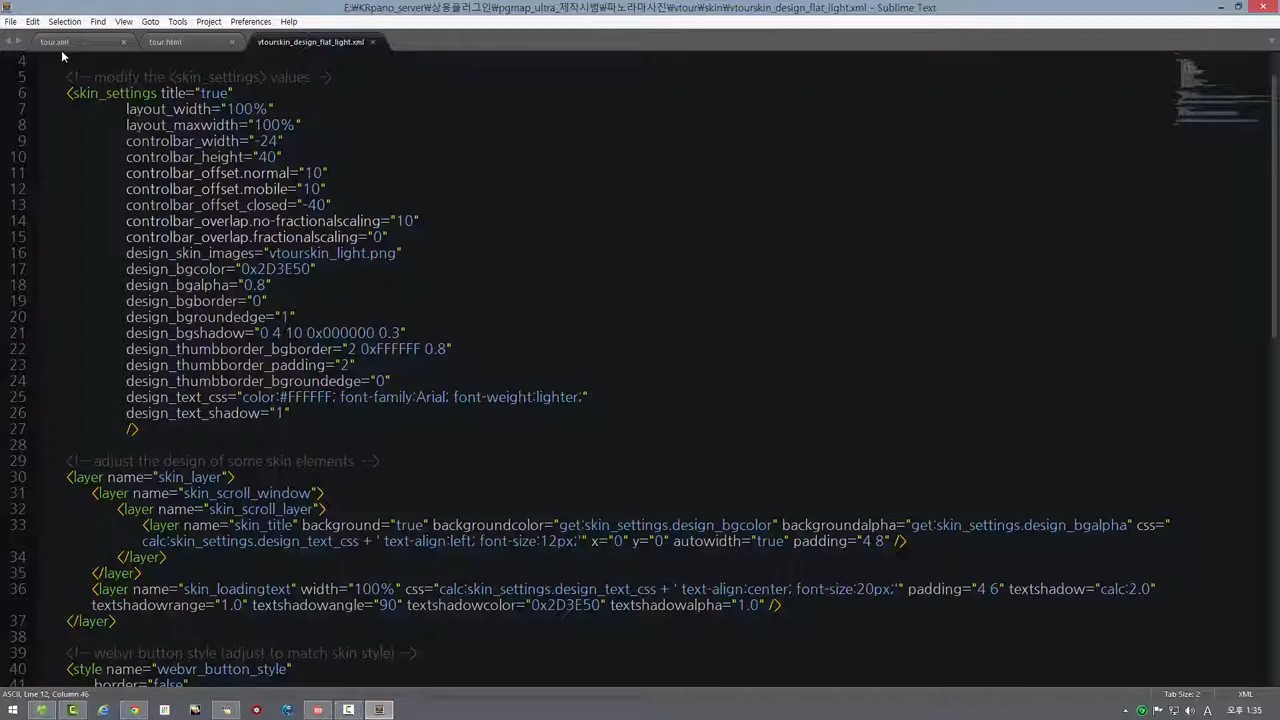 E:₩KRpano_server₩상용플러그인₩pgmap_ultra_제작시범₩파노라마사진₩vtour₩skin₩vtourskin_design_flat_light.xml - Sublime Text
File Edit Selection Find View Goto Tools Project Preferences Help
tour.xml tour.html vtourskin_design_flat_light.xml
4
5 <!-- modify the <skin_settings> values -->
6 <skin_settings title="true"
7 layout_width="100%"
8 layout_maxwidth="100%"
9 controlbar_width="-24"
10 controlbar_height="40"
11 controlbar_offset.normal="10"
12 controlbar_offset.mobile="10"
13 controlbar_offset_closed="-40"
14 controlbar_overlap.no-fractionalscaling="10"
15 controlbar_overlap.fractionalscaling="0"
16 design_skin_images="vtourskin_light.png"
17 design_bgcolor="0x2D3E50"
18 design_bgalpha="0.8"
19 design_bgborder="0"
20 design_bgroundedge="1"
21 design_bgshadow="0 4 10 0x000000 0.3"
22 design_thumbborder_bgborder="2 0xFFFFFF 0.8"
23 design_thumbborder_padding="2"
24 design_thumbborder_bgroundedge="0"
25 design_text_css="color:#FFFFFF; font-family:Arial; font-weight:lighter;"
26 design_text_shadow="1"
27 />
28
29 <!-- adjust the design of some skin elements -->
30 <layer name="skin_layer">
31 <layer name="skin_scroll_window">
32 <layer name="skin_scroll_layer">
33 <layer name="skin_title" background="true" backgroundcolor="get:skin_settings.design_bgcolor" backgroundalpha="get:skin_settings.design_bgalpha" css="
calc:skin_settings.design_text_css + ' text-align:left; font-size:12px;'" x="0" y="0" autowidth="true" padding="4 8" />
34 </layer>
35 </layer>
36 <layer name="skin_loadingtext" width="100%" css="calc:skin_settings.design_text_css + ' text-align:center; font-size:20px;'" padding="4 6" textshadow="calc:2.0"
textshadowrange="1.0" textshadowangle="90" textshadowcolor="0x2D3E50" textshadowalpha="1.0" />
37 </layer>
38
39 <!-- webvr button style (adjust to match skin style) -->
40 <style name="webvr_button_style"
41 border="false"
ASCII, Line 12, Column 46 Tab Size: 2 XML
A 오후 1:35